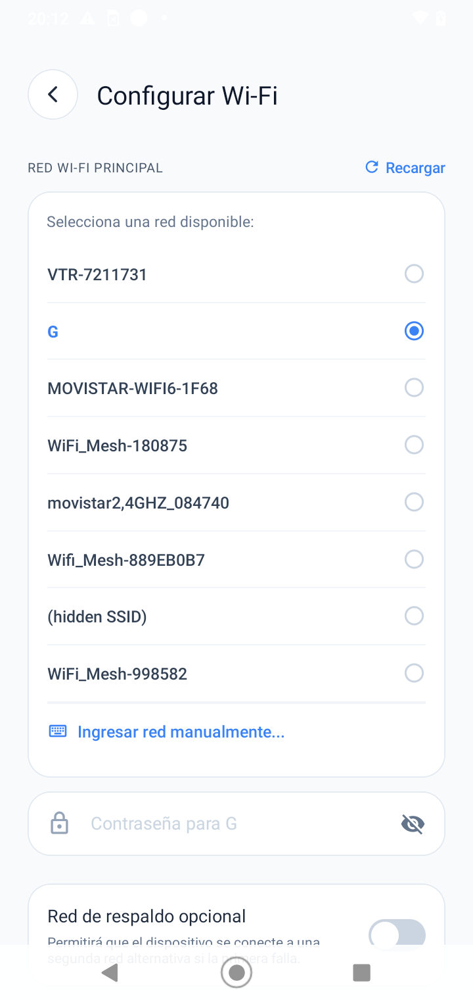 20:12
Configurar Wi-Fi
RED WI-FI PRINCIPAL
Recargar
Selecciona una red disponible:
VTR-7211731
G
MOVISTAR-WIFI6-1F68
WiFi_Mesh-180875
movistar2,4GHZ_084740
Wifi_Mesh-889EB0B7
(hidden SSID)
WiFi_Mesh-998582
Ingresar red manualmente...
Contraseña para G
Red de respaldo opcional
Permitirá que el dispositivo se conecte a una
segunda red alternativa si la primera falla.